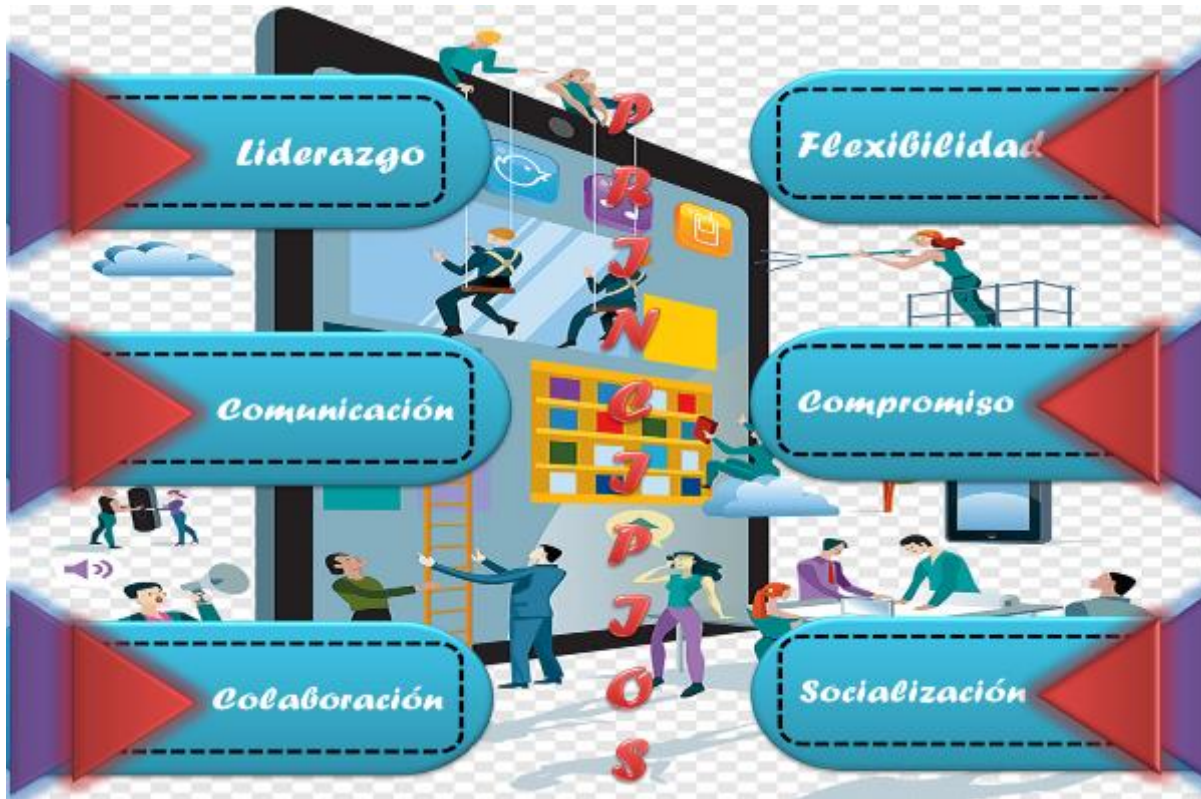 PRINCIPIOS
Liderazgo
Flexibilidad
Comunicación
Compromiso
Colaboración
Socialización